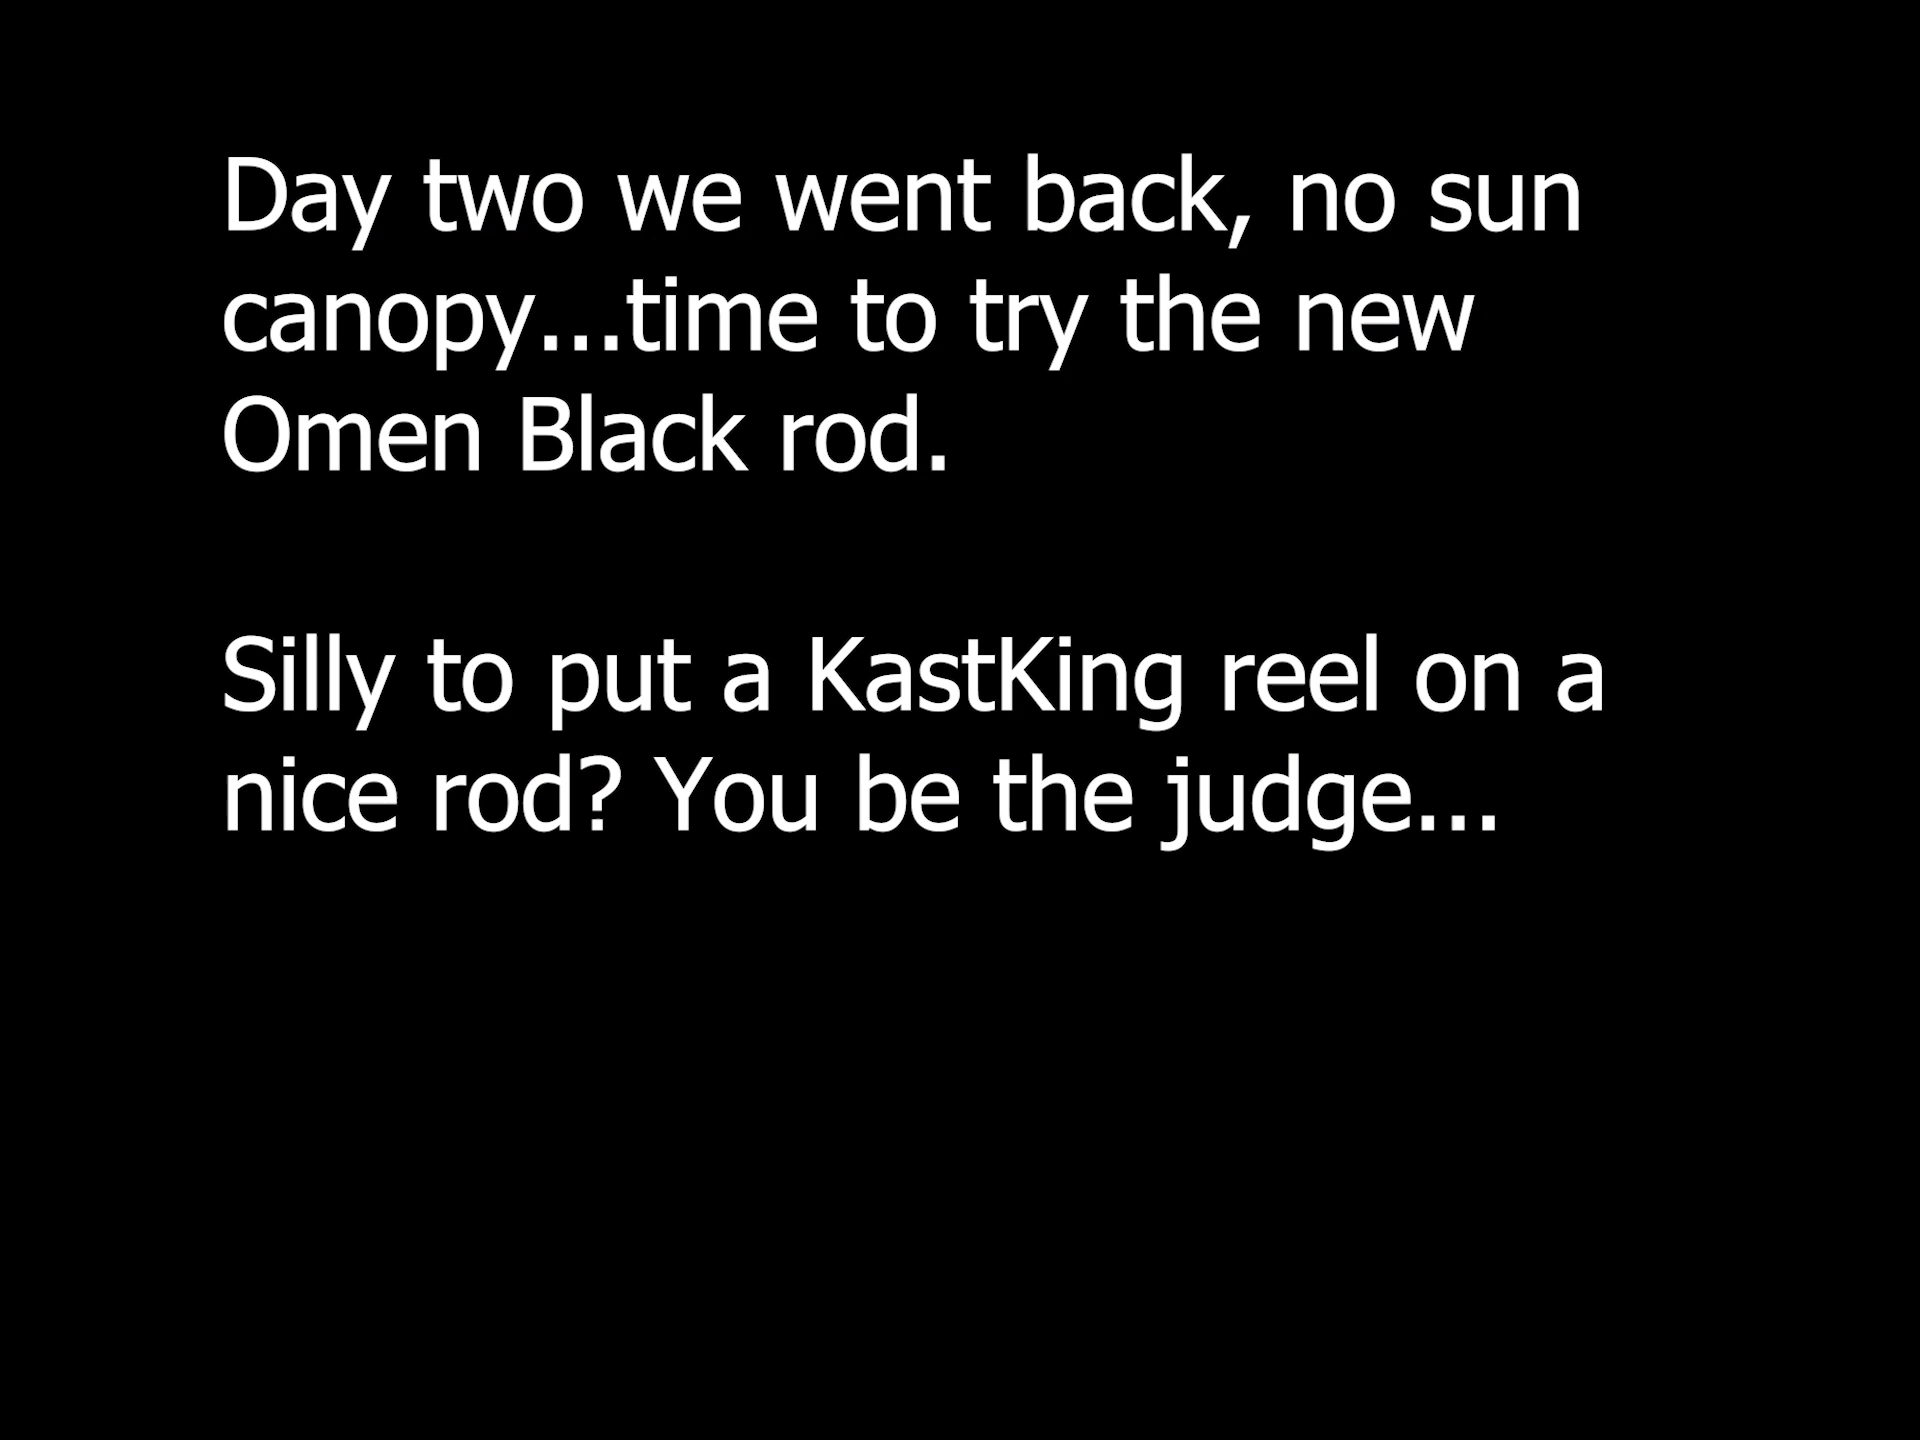 Day two we went back, no sun
canopy...time to try the new
Omen Black rod.
Silly to put a KastKing reel on a
nice rod? You be the judge...